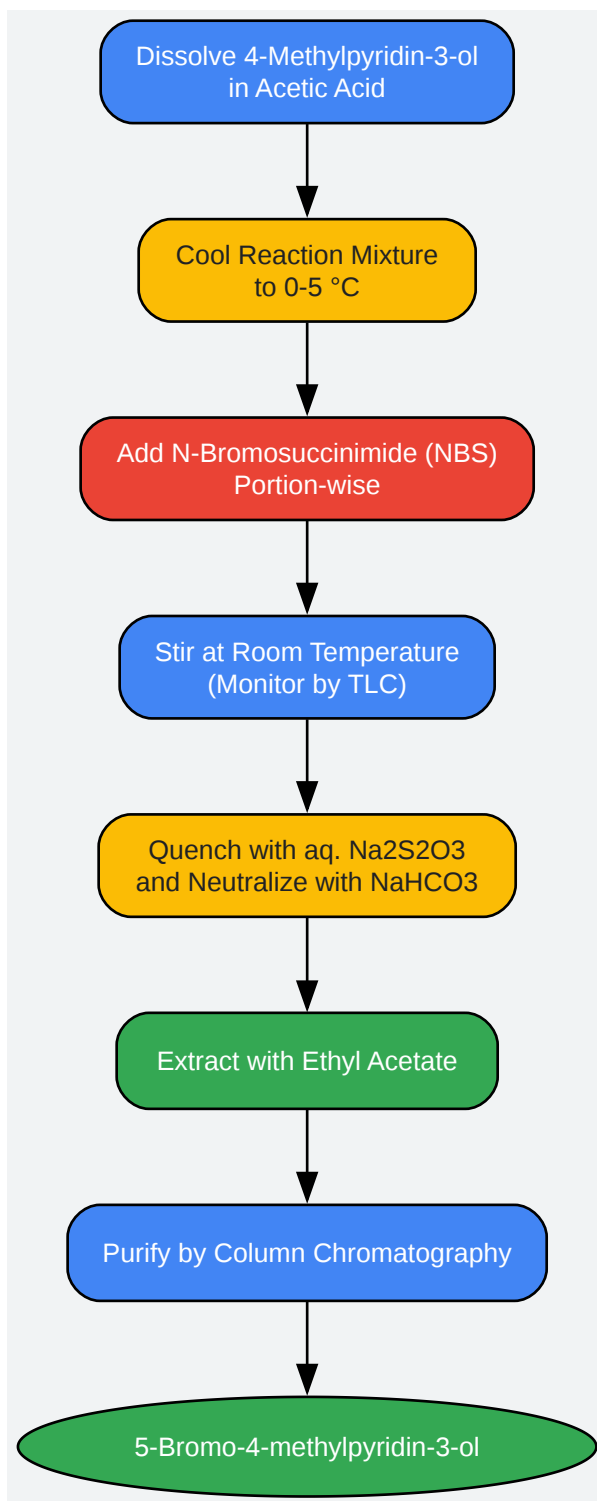 Dissolve 4-Methylpyridin-3-ol
in Acetic Acid
Cool Reaction Mixture
to 0-5 °C
Add N-Bromosuccinimide (NBS)
Portion-wise
Stir at Room Temperature
(Monitor by TLC)
Quench with aq. Na2S2O3
and Neutralize with NaHCO3
Extract with Ethyl Acetate
Purify by Column Chromatography
5-Bromo-4-methylpyridin-3-ol